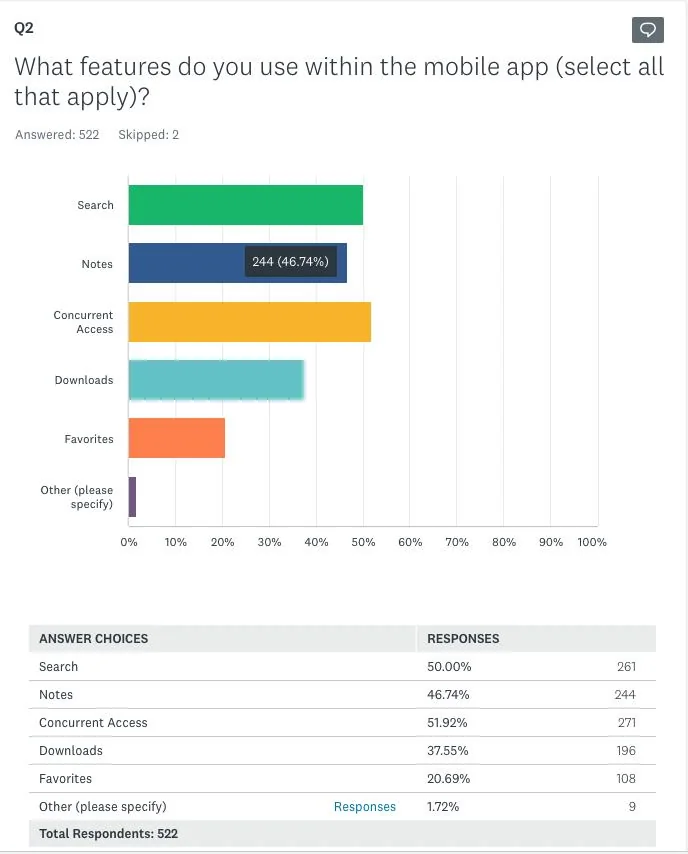 Q2
What features do you use within the mobile app (select all
that apply)?
Answered: 522 Skipped: 2
Search
Notes
244 (46.74%)
Concurrent
Access
Downloads
Favorites
Other (please
specify)
0% 10% 20% 30% 40% 50% 60% 70% 80% 90% 100%
ANSWER CHOICES RESPONSES
Search 50.00% 261
Notes 46.74% 244
Concurrent Access 51.92% 271
Downloads 37.55% 196
Favorites 20.69% 108
Other (please specify) Responses 1.72% 9
Total Respondents: 522